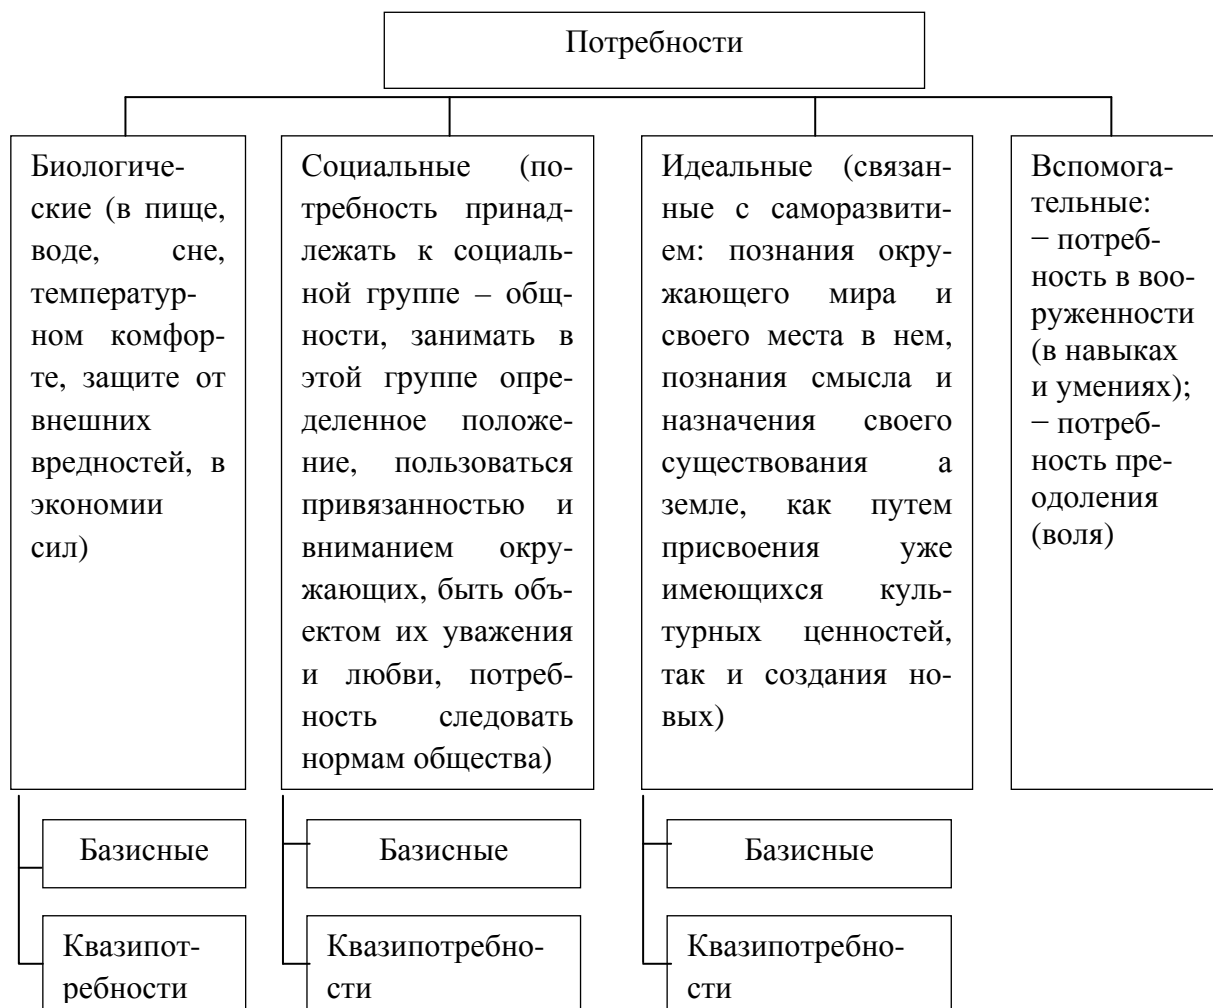 Потребности
Биологиче-
ские (в пище,
воде, сне,
температур-
ном комфор-
те, защите от
внешних
вредностей, в
экономии
сил)
Социальные (по-
требность принад-
лежать к социаль-
ной группе – общ-
ности, занимать в
этой группе опре-
деленное положе-
ние, пользоваться
привязанностью и
вниманием окру-
жающих, быть объ-
ектом их уважения
и любви, потреб-
ность следовать
нормам общества)
Идеальные (связан-
ные с саморазвити-
ем: познания окру-
жающего мира и
своего места в нем,
познания смысла и
назначения своего
существования а
земле, как путем
присвоения уже
имеющихся куль-
турных ценностей,
так и создания но-
вых)
Вспомога-
тельные:
− потреб-
ность в воо-
руженности
(в навыках
и умениях);
− потреб-
ность пре-
одоления
(воля)
Базисные
Базисные
Базисные
Квазипот-
ребности
Квазипотребно-
сти
Квазипотребно-
сти